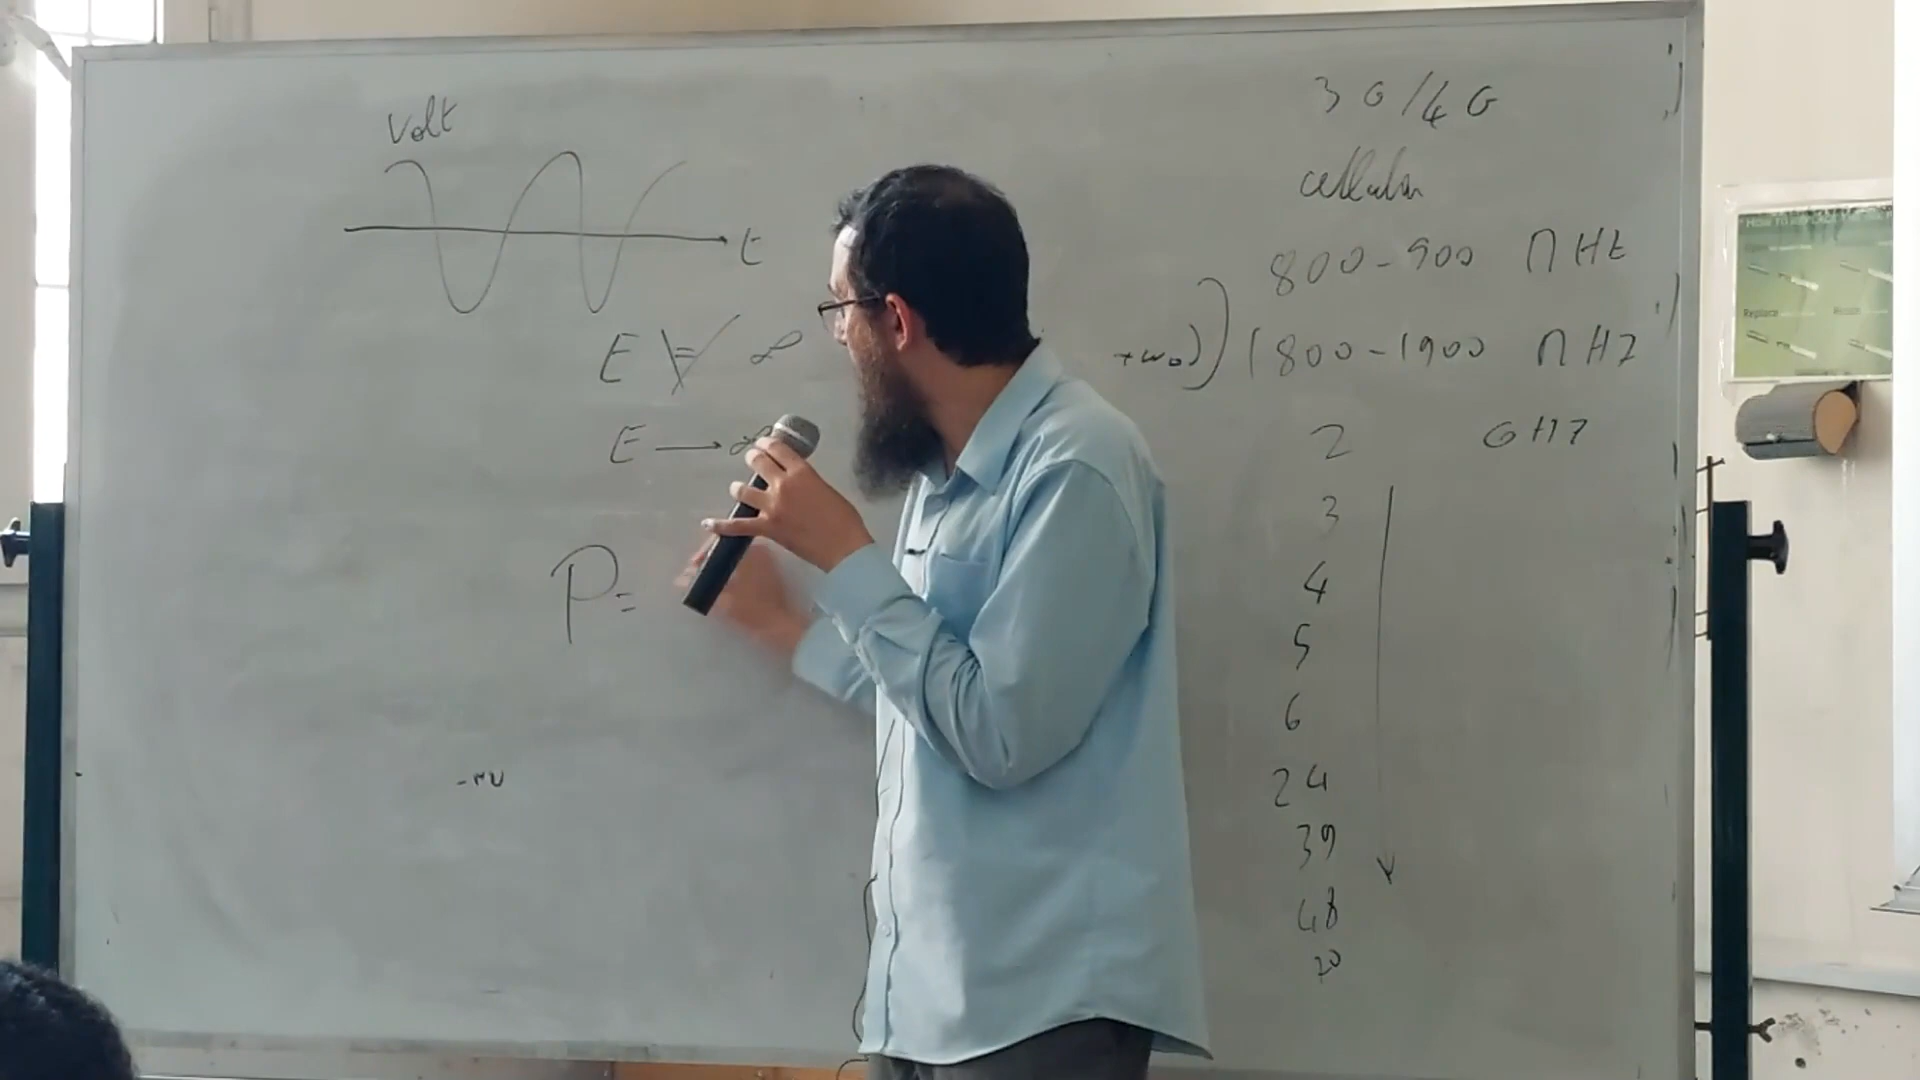 Volt
t
E ≠ ∞
E → ∞
P =
3G/4G
cellular
800-900 MHz
1800-1900 MHz
2 GHz
3
4
5
6
24
39
48
Replace